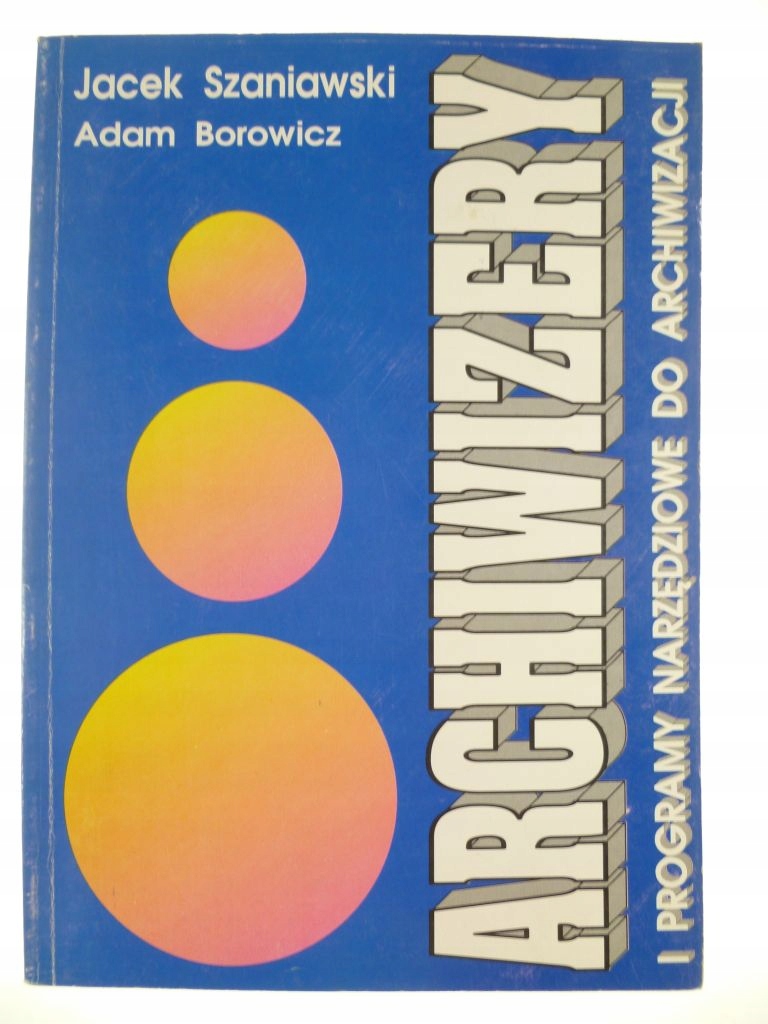 Jacek Szaniawski
Adam Borowicz
ARCHIWIZERY
I PROGRAMY NARZĘDZIOWE DO ARCHIWIZACJI